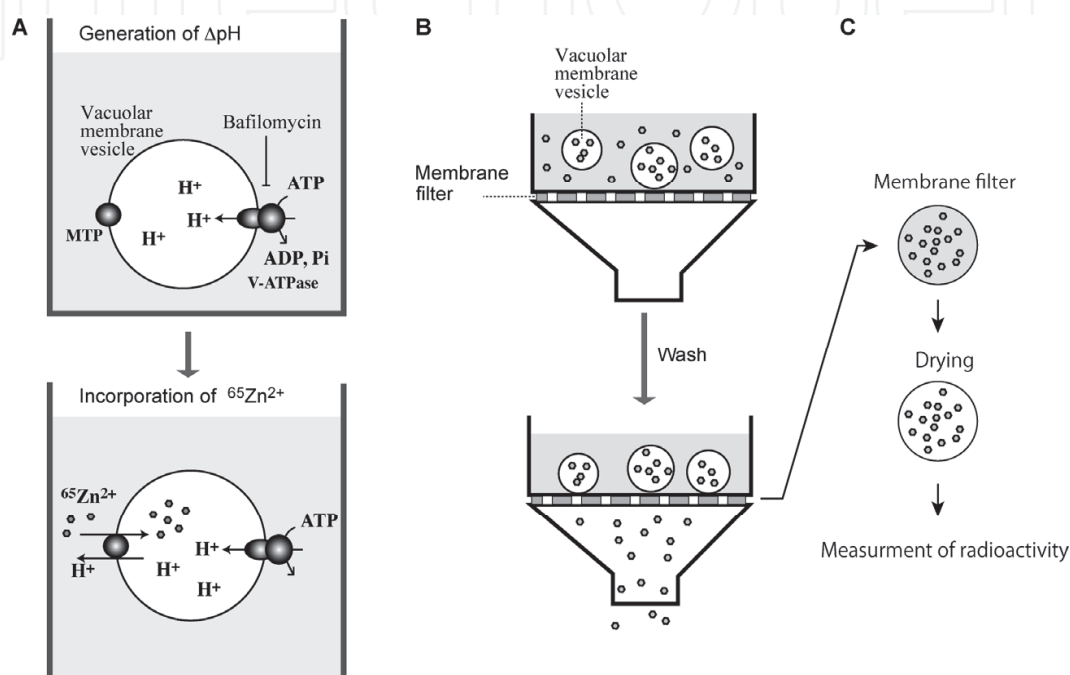 A
Generation of ΔpH
Vacuolar
membrane
vesicle
Bafilomycin
H+
ATP
H+
MTP
H+
ADP, Pi
V-ATPase
Incorporation of 65Zn2+
65Zn2+
ATP
H+
H+
H+
H+
B
Vacuolar
membrane
vesicle
Membrane
filter
Wash
C
Membrane filter
Drying
Measurment of radioactivity